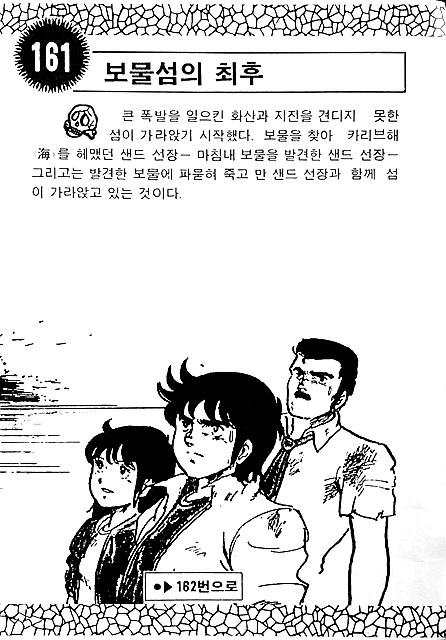 161
보물섬의 최후
큰 폭발을 일으킨 화산과 지진을 견디지 못한
섬이 가라앉기 시작했다. 보물을 찾아 카리브해
(海)를 헤맸던 샌드 선장— 마침내 보물을 발견한 샌드 선장—
그리고는 발견한 보물에 파묻혀 죽고 만 샌드 선장과 함께 섬
이 가라앉고 있는 것이다.
●▶162번으로